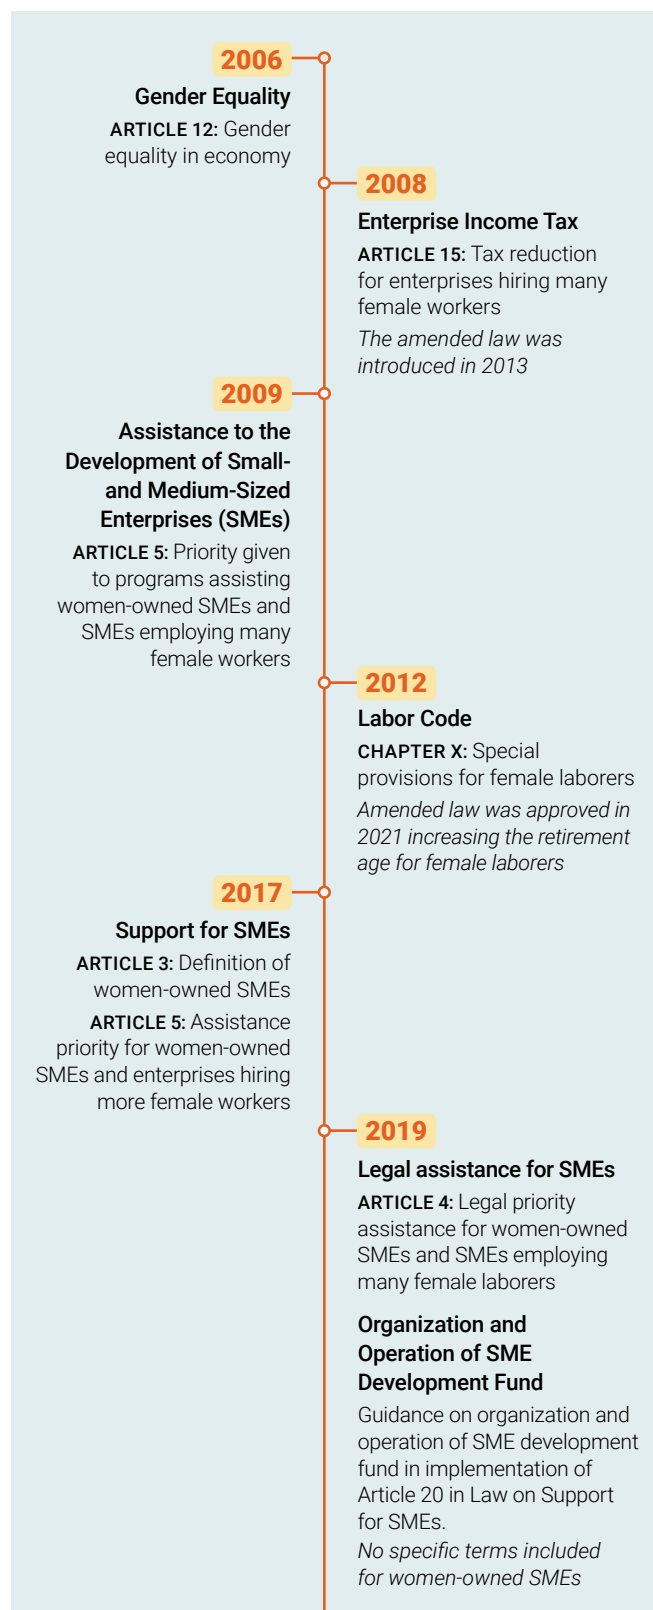 2006
Gender Equality
ARTICLE 12: Gender
equality in economy
2008
Enterprise Income Tax
ARTICLE 15: Tax reduction
for enterprises hiring many
female workers
The amended law was
introduced in 2013
2009
Assistance to the
Development of Small-
and Medium-Sized
Enterprises (SMEs)
ARTICLE 5: Priority given
to programs assisting
women-owned SMEs and
SMEs employing many
female workers
2012
Labor Code
CHAPTER X: Special
provisions for female laborers
Amended law was approved in
2021 increasing the retirement
age for female laborers
2017
Support for SMEs
ARTICLE 3: Definition of
women-owned SMEs
ARTICLE 5: Assistance
priority for women-owned
SMEs and enterprises hiring
more female workers
2019
Legal assistance for SMEs
ARTICLE 4: Legal priority
assistance for women-owned
SMEs and SMEs employing
many female laborers
Organization and
Operation of SME
Development Fund
Guidance on organization and
operation of SME development
fund in implementation of
Article 20 in Law on Support
for SMEs.
No specific terms included
for women-owned SMEs